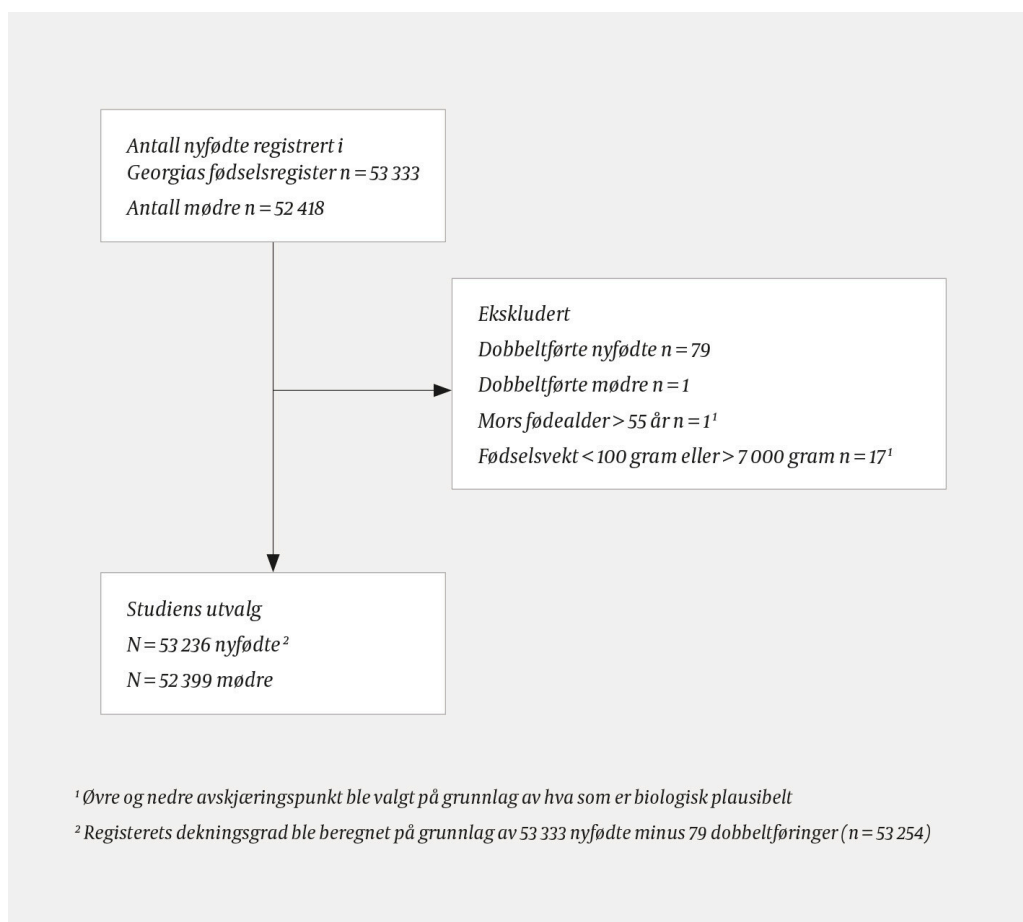 Antall nyfødte registrert i
Georgias fødselsregister n = 53 333
Antall mødre n = 52 418
Ekskludert
Dobbeltførte nyfødte n = 79
Dobbeltførte mødre n = 1
Mors fødealder > 55 år n = 1¹
Fødselsvekt < 100 gram eller > 7 000 gram n = 17¹
Studiens utvalg
N = 53 236 nyfødte²
N = 52 399 mødre
¹ Øvre og nedre avskjæringspunkt ble valgt på grunnlag av hva som er biologisk plausibelt
² Registerets dekningsgrad ble beregnet på grunnlag av 53 333 nyfødte minus 79 dobbeltføringer (n = 53 254)